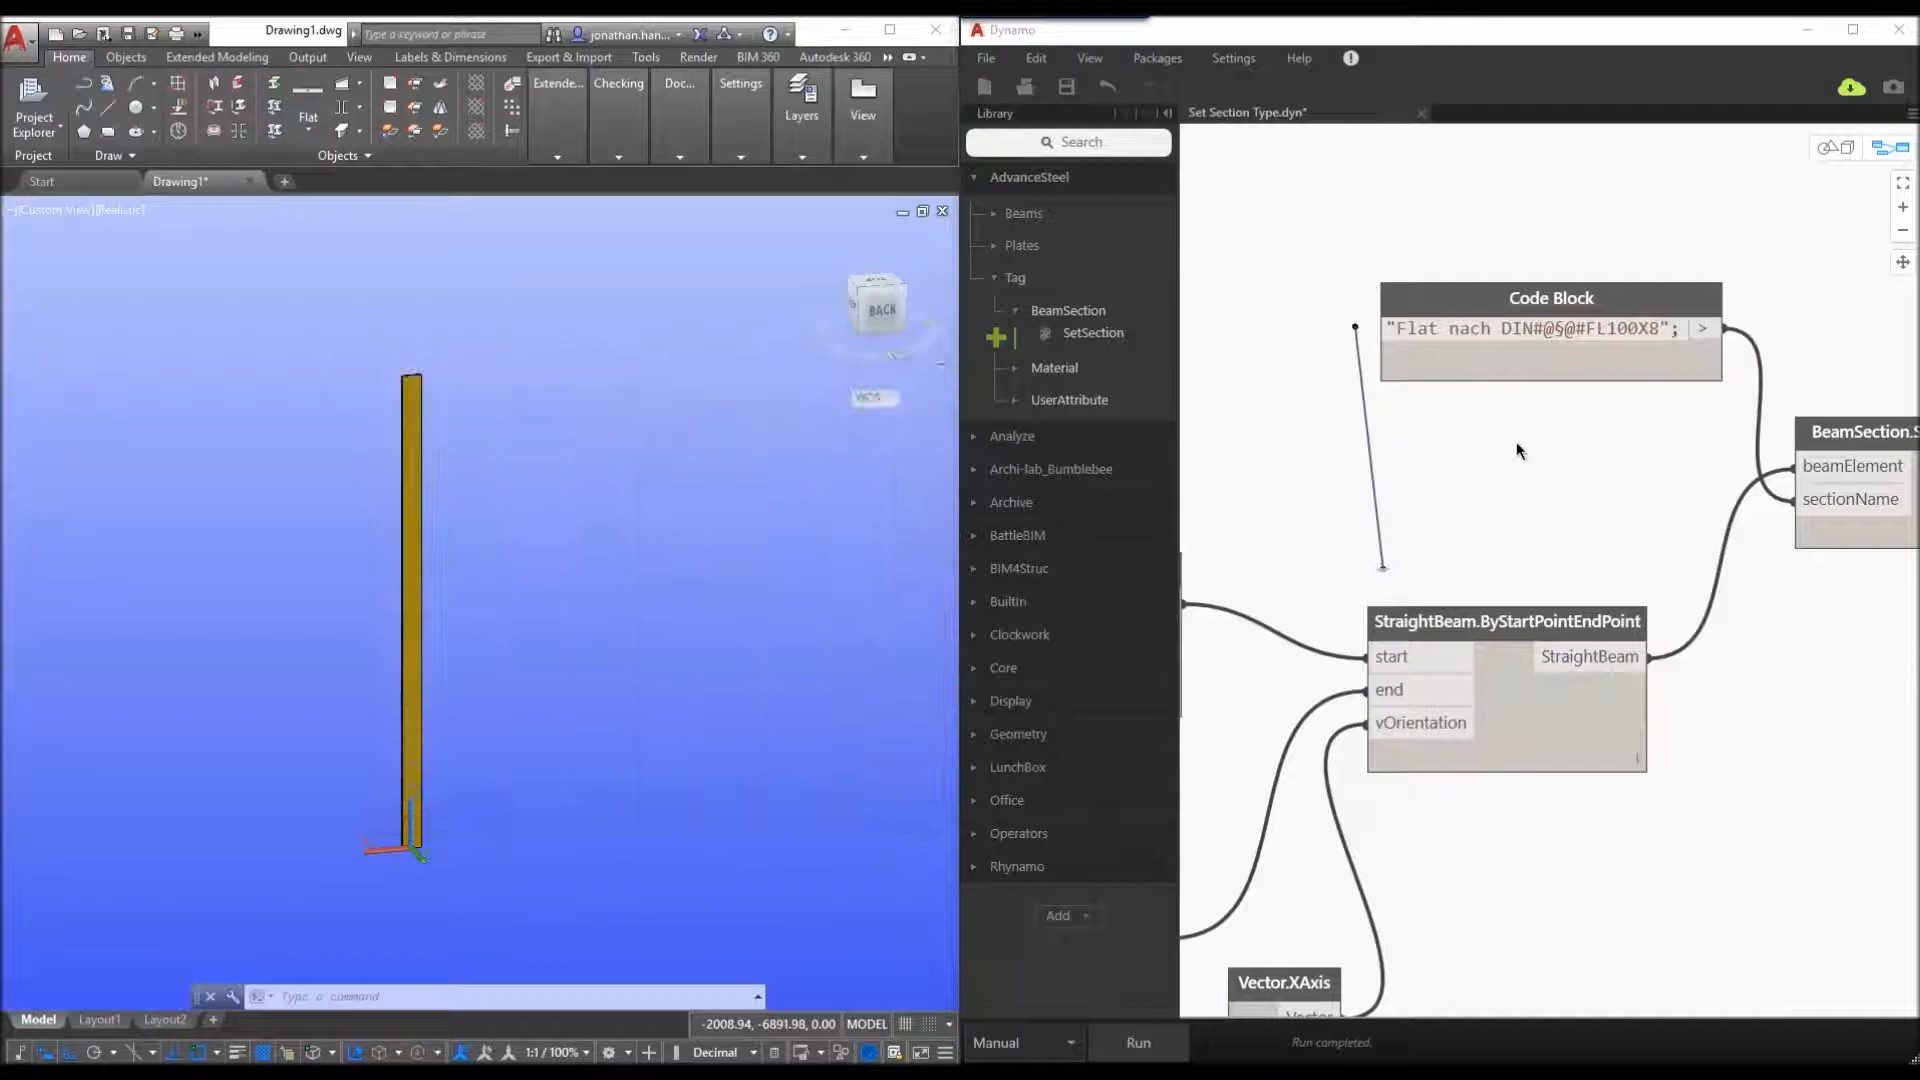 Drawing1.dwg
Type a keyword or phrase
jonathan.han...
Home
Objects
Extended Modeling
Output
View
Labels & Dimensions
Export & Import
Tools
Render
BIM 360
Autodesk 360
Project
Explorer
Flat
Extende...
Checking
Doc...
Settings
Layers
View
Project
Draw
Objects
Start
Drawing1*
[Custom View][Realistic]
BACK
WCS
Type a command
Model
Layout1
Layout2
-2008.94, -6891.98, 0.00
MODEL
1:1 / 100%
Decimal
Dynamo
File
Edit
View
Packages
Settings
Help
Library
Set Section Type.dyn*
Search
AdvanceSteel
Beams
Plates
Tag
BeamSection
SetSection
Material
UserAttribute
Analyze
Archi-lab_Bumblebee
Archive
BattleBIM
BIM4Struc
BuiltIn
Clockwork
Core
Display
Geometry
LunchBox
Office
Operators
Rhynamo
Add
Code Block
"Flat nach DIN#@§@#FL100X8"; >
BeamSection.S
beamElement
sectionName
StraightBeam.ByStartPointEndPoint
start
StraightBeam
end
vOrientation
Vector.XAxis
Vector
Manual
Run
Run completed.